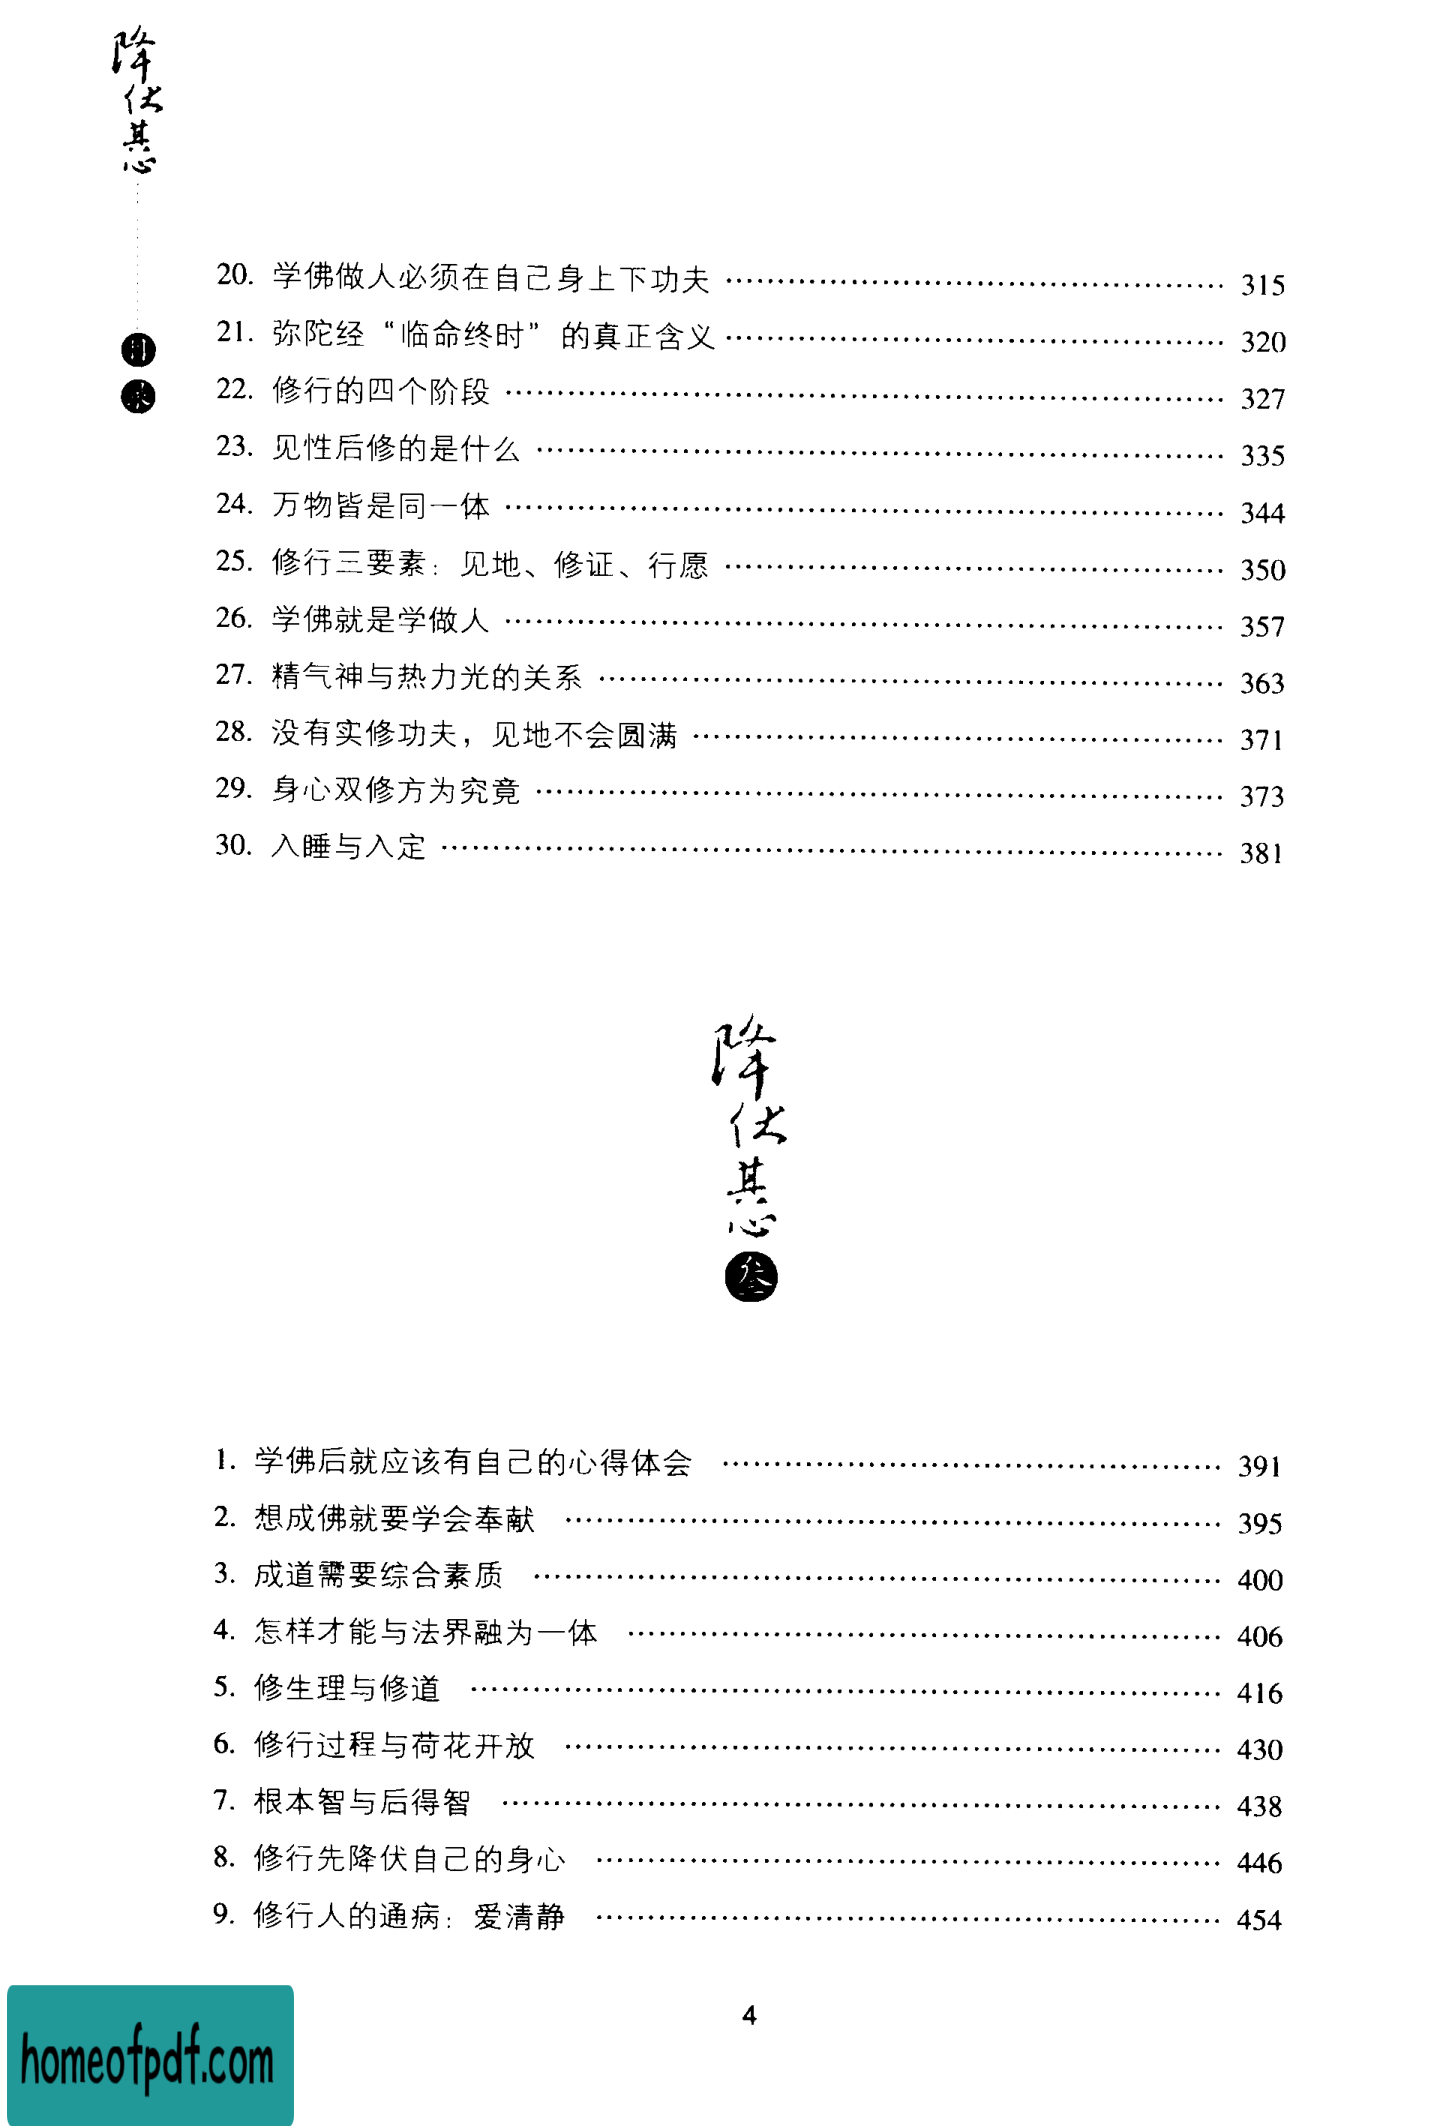 降伏其心
目录
20. 学佛做人必须在自己身上下功夫 …… 315
21. 弥陀经“临命终时”的真正含义 …… 320
22. 修行的四个阶段 …… 327
23. 见性后修的是什么 …… 335
24. 万物皆是同一体 …… 344
25. 修行三要素：见地、修证、行愿 …… 350
26. 学佛就是学做人 …… 357
27. 精气神与热力光的关系 …… 363
28. 没有实修功夫，见地不会圆满 …… 371
29. 身心双修方为究竟 …… 373
30. 入睡与入定 …… 381
降伏其心
叁
1. 学佛后就应该有自己的心得体会 …… 391
2. 想成佛就要学会奉献 …… 395
3. 成道需要综合素质 …… 400
4. 怎样才能与法界融为一体 …… 406
5. 修生理与修道 …… 416
6. 修行过程与荷花开放 …… 430
7. 根本智与后得智 …… 438
8. 修行先降伏自己的身心 …… 446
9. 修行人的通病：爱清静 …… 454
4
homeofpdf.com